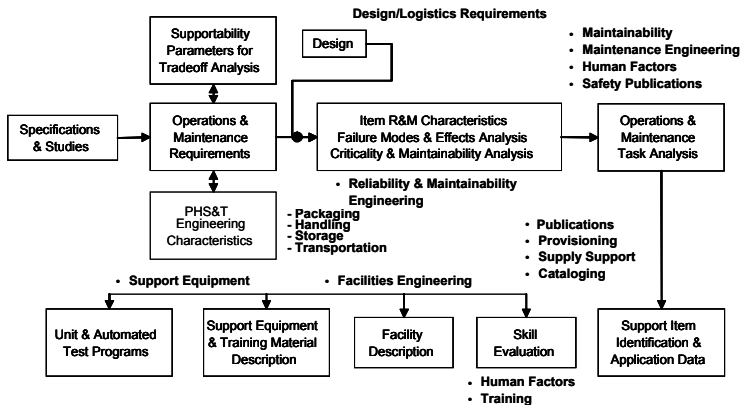 Design/Logistics Requirements
Supportability
Parameters for
Tradeoff Analysis
Design
• Maintainability
• Maintenance Engineering
• Human Factors
• Safety Publications
Specifications
& Studies
Operations &
Maintenance
Requirements
Item R&M Characteristics
Failure Modes & Effects Analysis
Criticality & Maintainability Analysis
Operations &
Maintenance
Task Analysis
• Reliability & Maintainability
Engineering
PHS&T
Engineering
Characteristics
- Packaging
- Handling
- Storage
- Transportation
• Publications
• Provisioning
• Supply Support
• Cataloging
• Support Equipment
• Facilities Engineering
Unit & Automated
Test Programs
Support Equipment
& Training Material
Description
Facility
Description
Skill
Evaluation
Support Item
Identification &
Application Data
• Human Factors
• Training